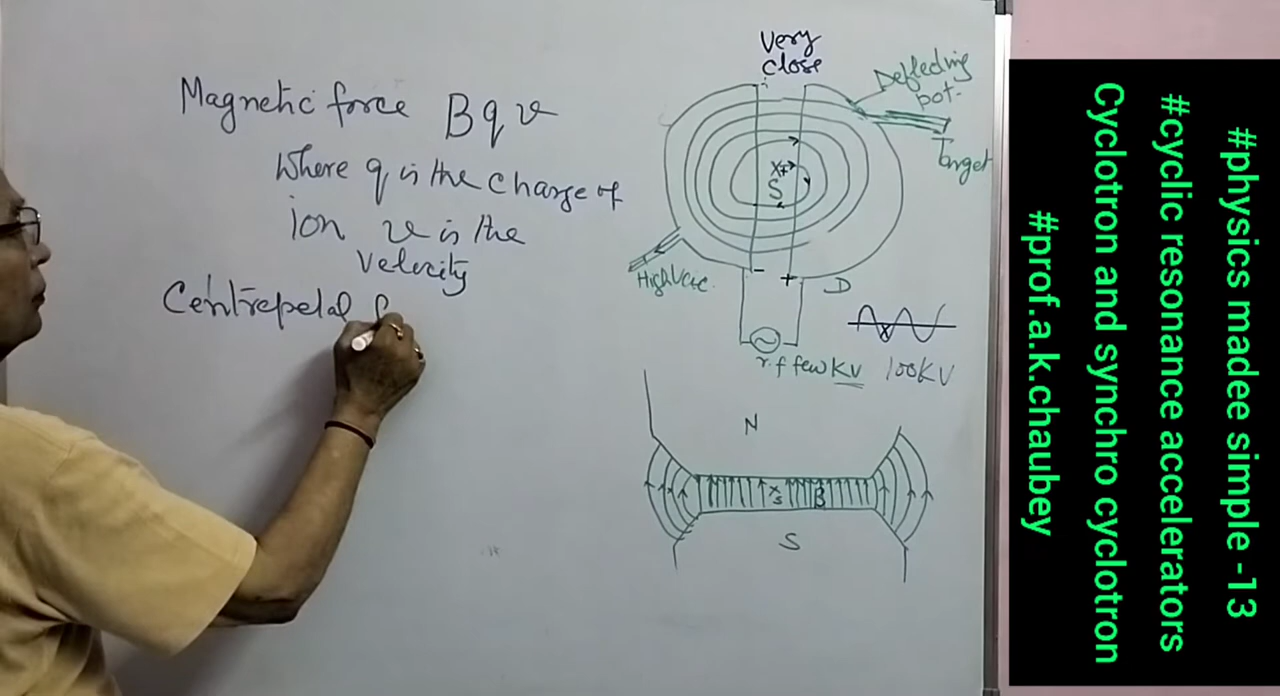 Magnetic force Bqv
Where q is the charge of
ion v is the
Velocity
Centrepetal f
Very
close
Deflecting
pot.
Target
x+
S
- +
High Vac.
D
r.f few KV 100KV
N
x
S
B
S
#physics madee simple -13
#cyclic resonance accelerators
Cyclotron and synchro cyclotron
#prof.a.k.chaubey